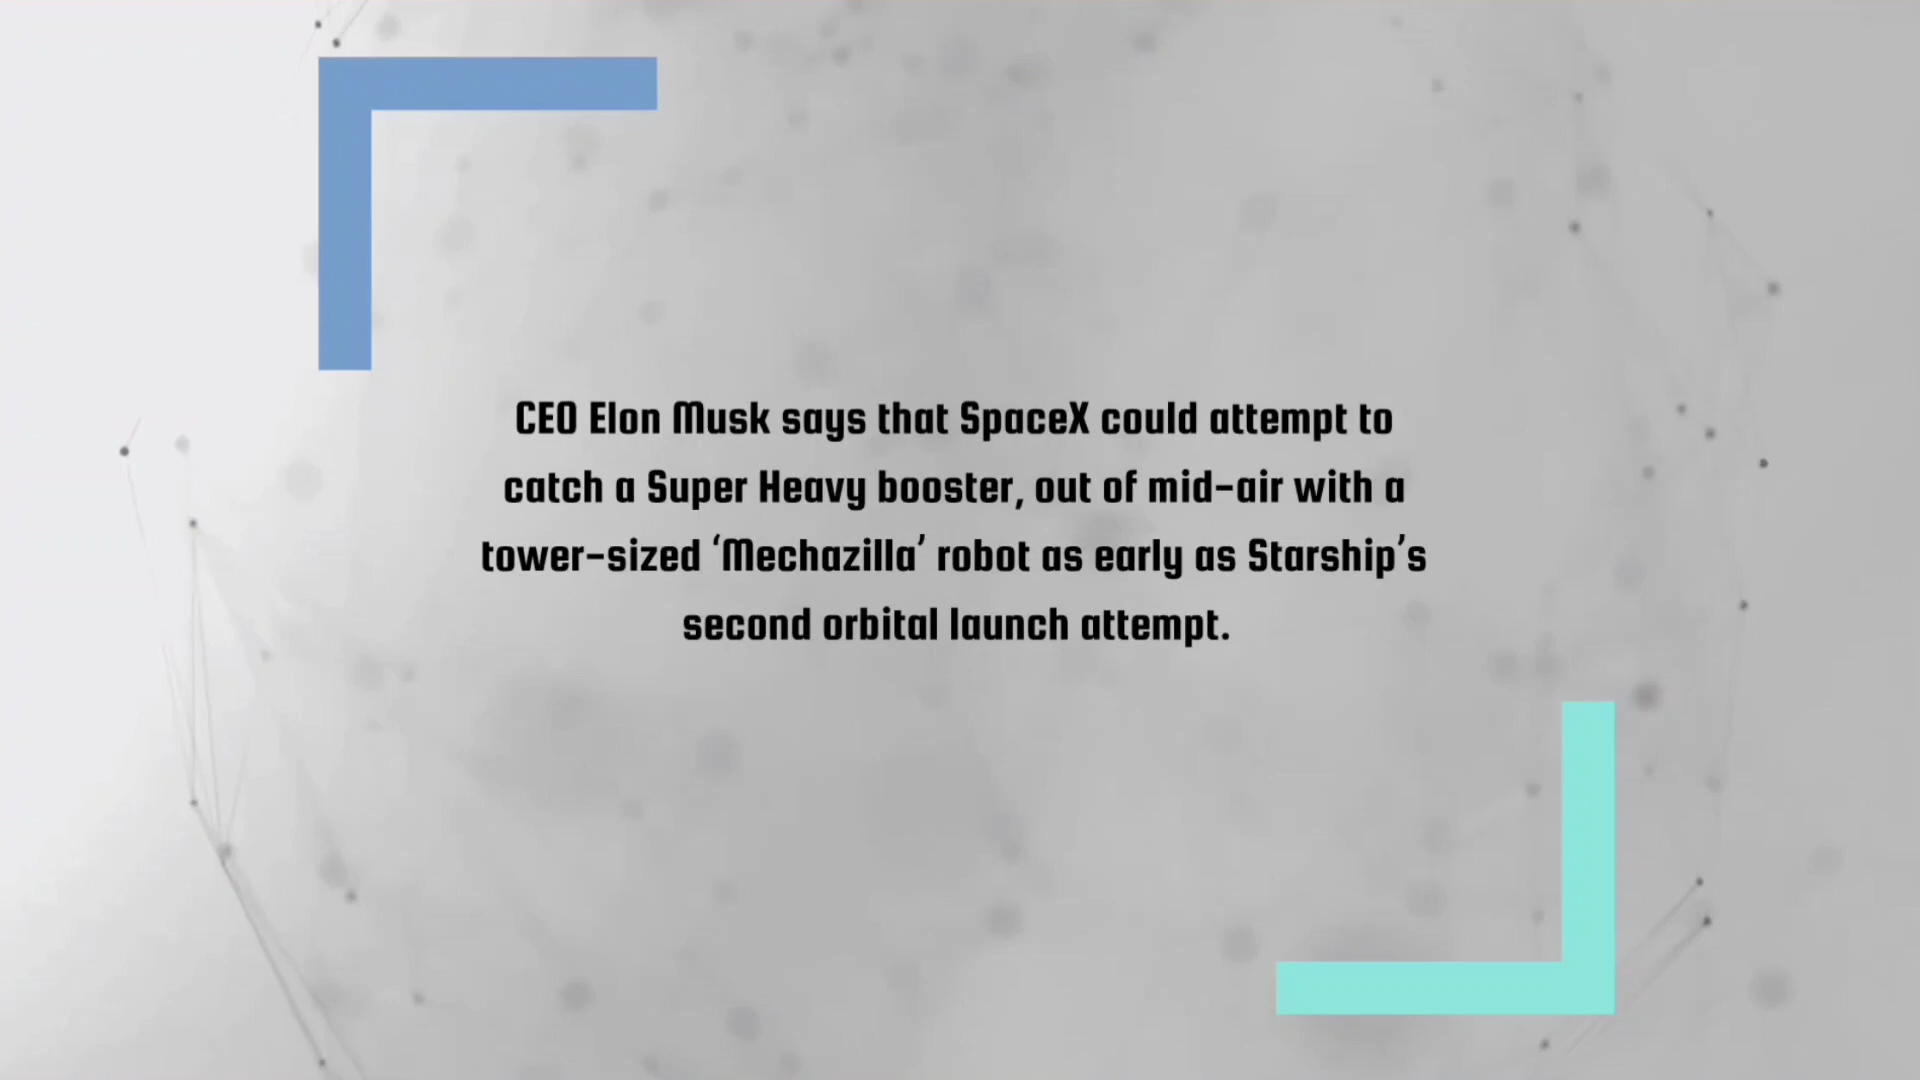 CEO Elon Musk says that SpaceX could attempt to
catch a Super Heavy booster, out of mid-air with a
tower-sized ‘Mechazilla’ robot as early as Starship’s
second orbital launch attempt.